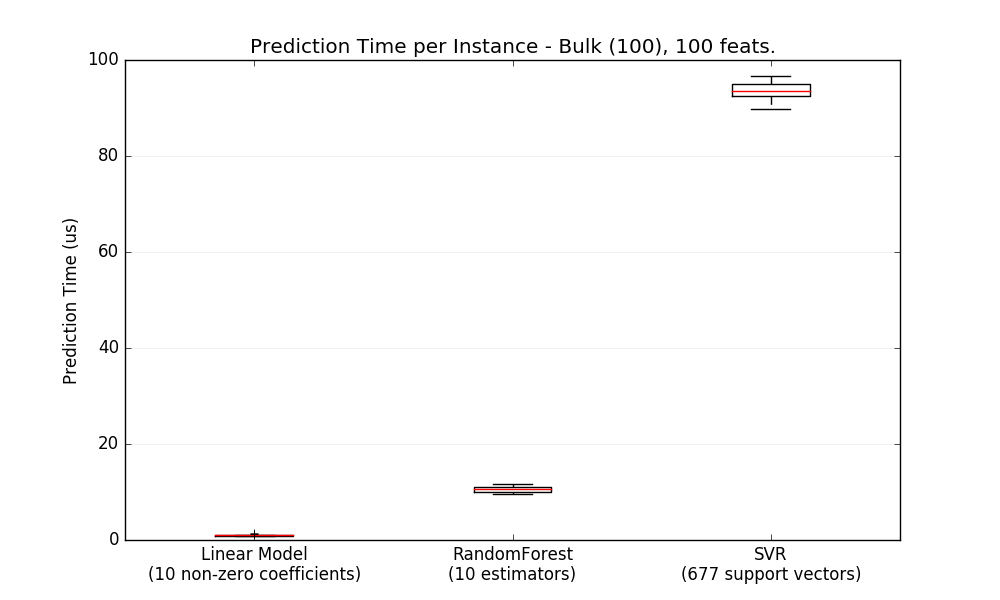 Prediction Time per Instance - Bulk (100), 100 feats.
100
80
60
40
20
0
Prediction Time (us)
Linear Model
(10 non-zero coefficients)
RandomForest
(10 estimators)
SVR
(677 support vectors)